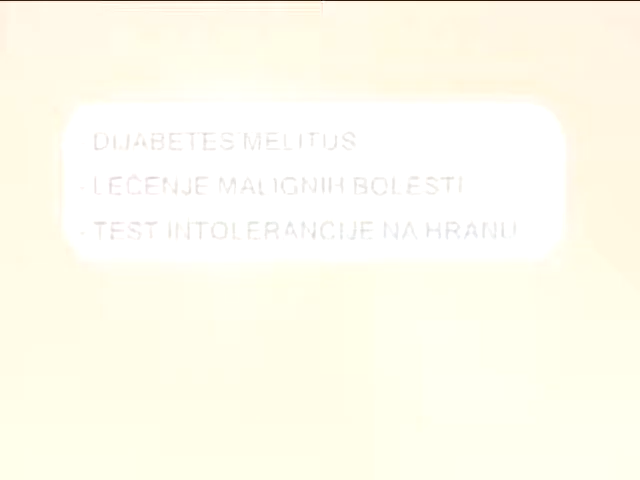 DIJABETES MELITUS
- LEČENJE MALIGNIH BOLESTI
- TEST INTOLERANCIJE NA HRANU